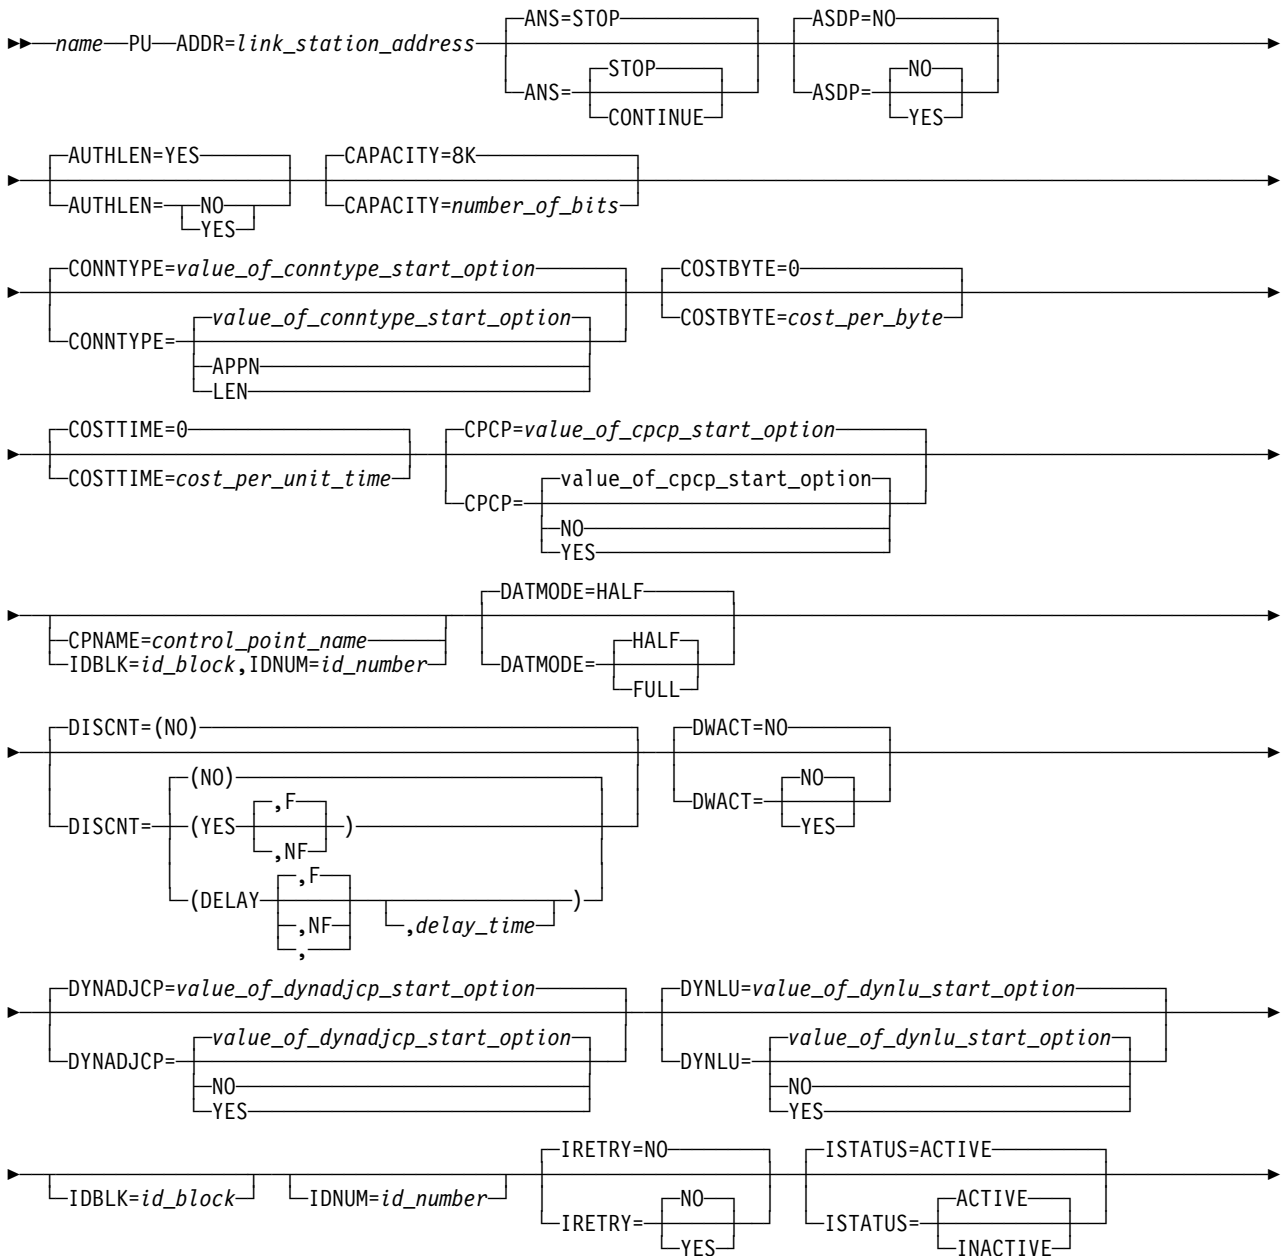 ANS=STOP ASDP=NO
name PU ADDR=link_station_address
STOP NO
ANS= ASDP=
CONTINUE YES
AUTHLEN=YES CAPACITY=8K
AUTHLEN= NO CAPACITY=number_of_bits
YES
CONNTYPE=value_of_conntype_start_option COSTBYTE=0
value_of_conntype_start_option COSTBYTE=cost_per_byte
CONNTYPE=
APPN
LEN
COSTTIME=0 CPCP=value_of_cpcp_start_option
COSTTIME=cost_per_unit_time value_of_cpcp_start_option
CPCP=
NO
YES
DATMODE=HALF
CPNAME=control_point_name HALF
IDBLK=id_block,IDNUM=id_number DATMODE=
FULL
DISCNT=(NO) DWACT=NO
(NO) NO
,F DWACT=
DISCNT= (YES ) YES
,NF
,F
(DELAY )
,NF ,delay_time
,
DYNADJCP=value_of_dynadjcp_start_option DYNLU=value_of_dynlu_start_option
value_of_dynadjcp_start_option value_of_dynlu_start_option
DYNADJCP= DYNLU=
NO NO
YES YES
IRETRY=NO ISTATUS=ACTIVE
IDBLK=id_block IDNUM=id_number NO ACTIVE
IRETRY= ISTATUS=
YES INACTIVE